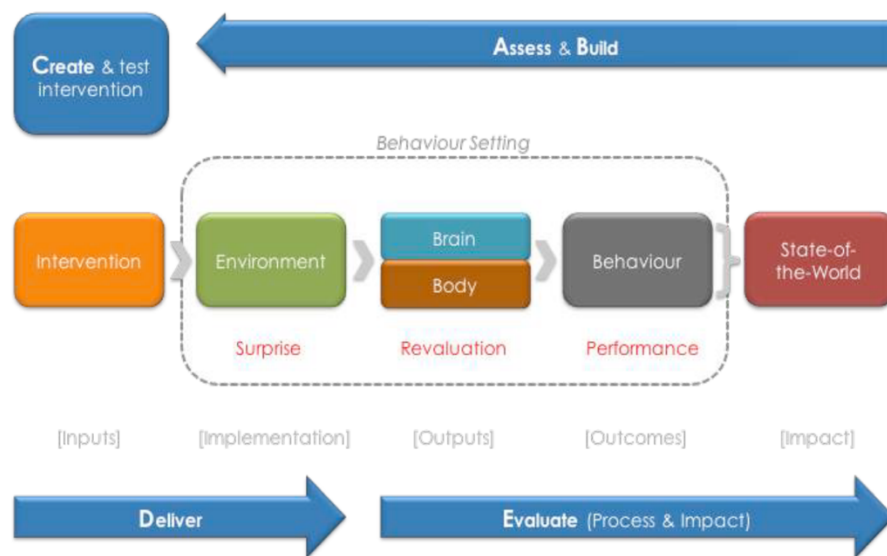 Create & test
intervention
Assess & Build
Behaviour Setting
Intervention
Environment
Brain
Body
Behaviour
State-of-
the-World
Surprise
Revaluation
Performance
[Inputs]
[Implementation]
[Outputs]
[Outcomes]
[Impact]
Deliver
Evaluate (Process & Impact)